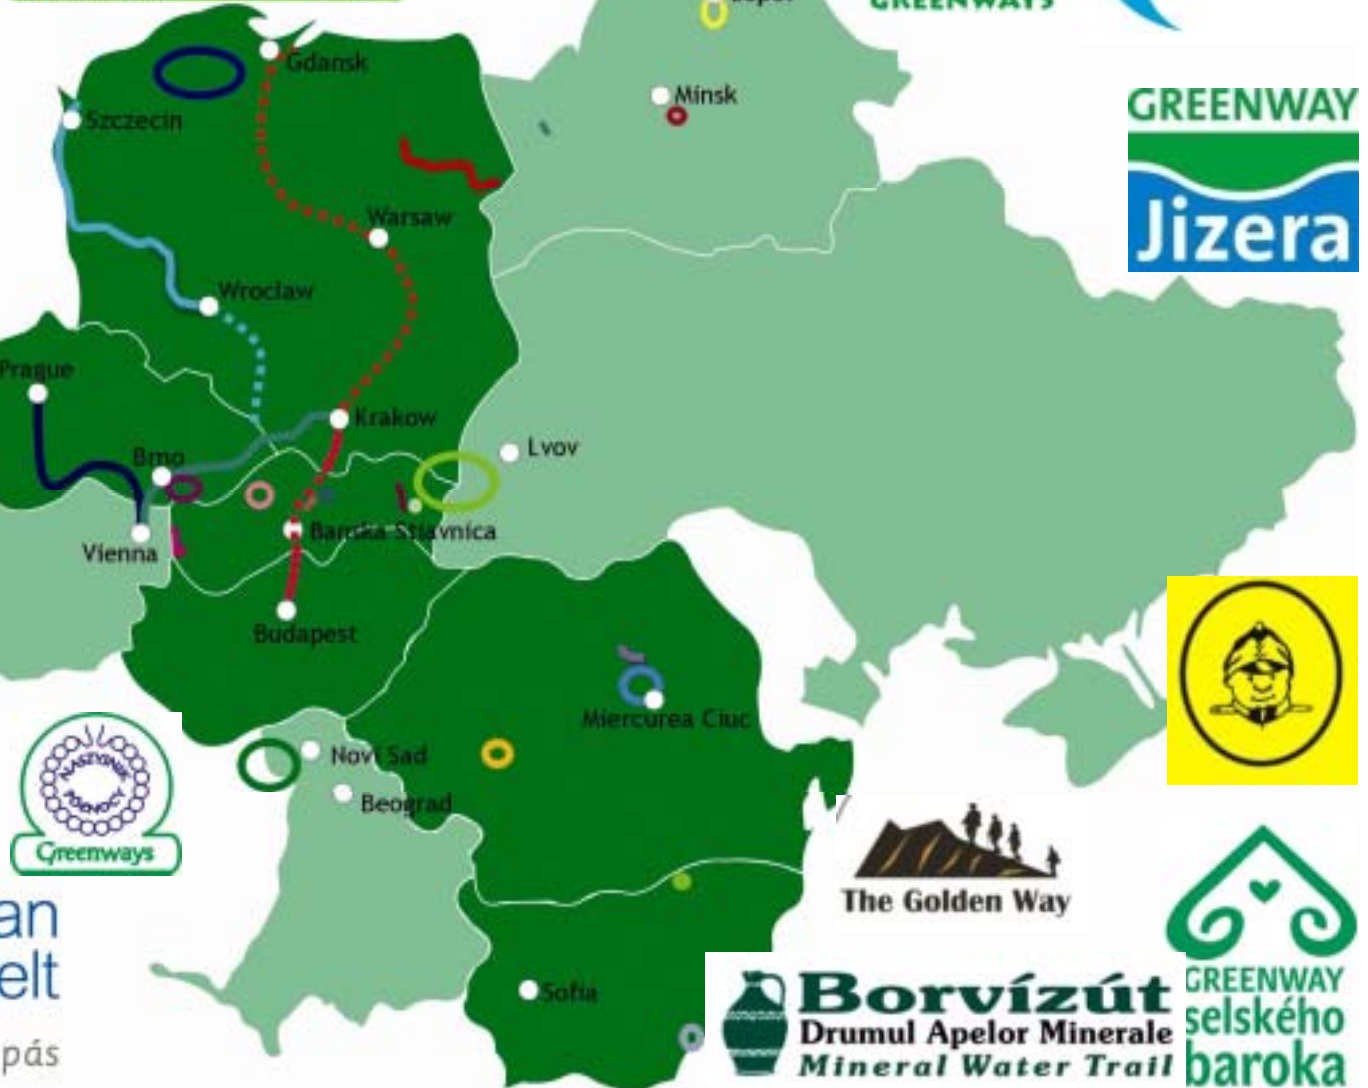 GREENWAYS
Gdansk
Minsk
GREENWAY
Jizera
Szczecin
Warsaw
Wroclaw
Prague
Krakow
Lvov
Brno
Banska Stiavnica
Vienna
Budapest
Miercurea Ciuc
Novi Sad
Beograd
NASZYJNIK
PÓŁNOCY
Greenways
The Golden Way
an
elt
pás
Sofia
Borvízút
Drumul Apelor Minerale
Mineral Water Trail
GREENWAY
selského
baroka